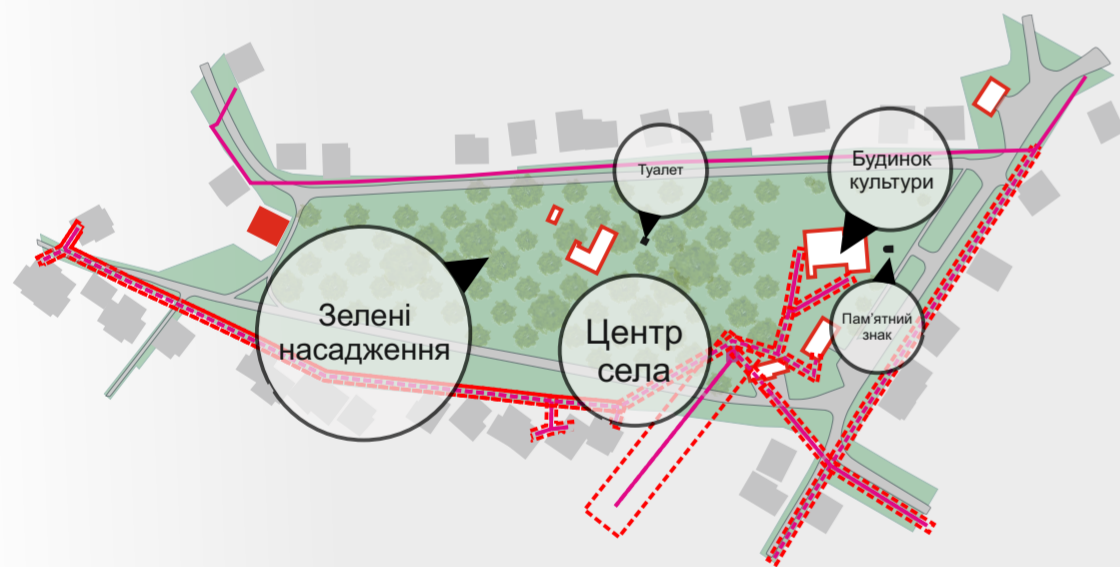 Туалет
Будинок
культури
Зелені
насадження
Центр
села
Пам'ятний
знак